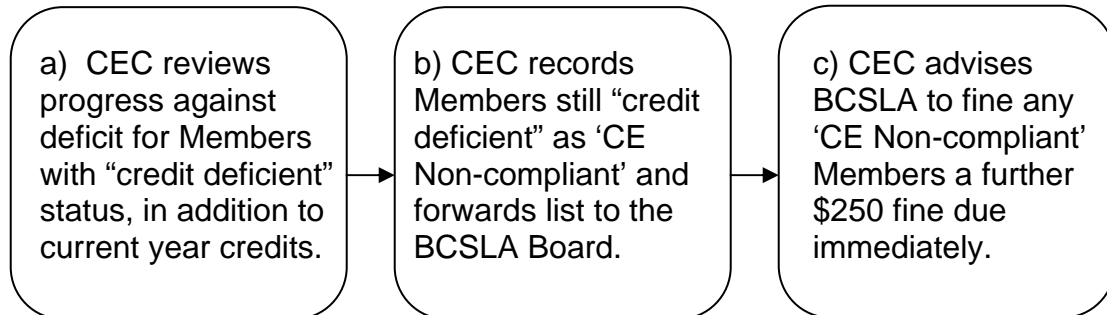 a)  CEC reviews
progress against
deficit for Members
with “credit deficient”
status, in addition to
current year credits.
b) CEC records
Members still “credit
deficient” as ‘CE
Non-compliant’ and
forwards list to the
BCSLA Board.
c) CEC advises
BCSLA to fine any
‘CE Non-compliant’
Members a further
$250 fine due
immediately.